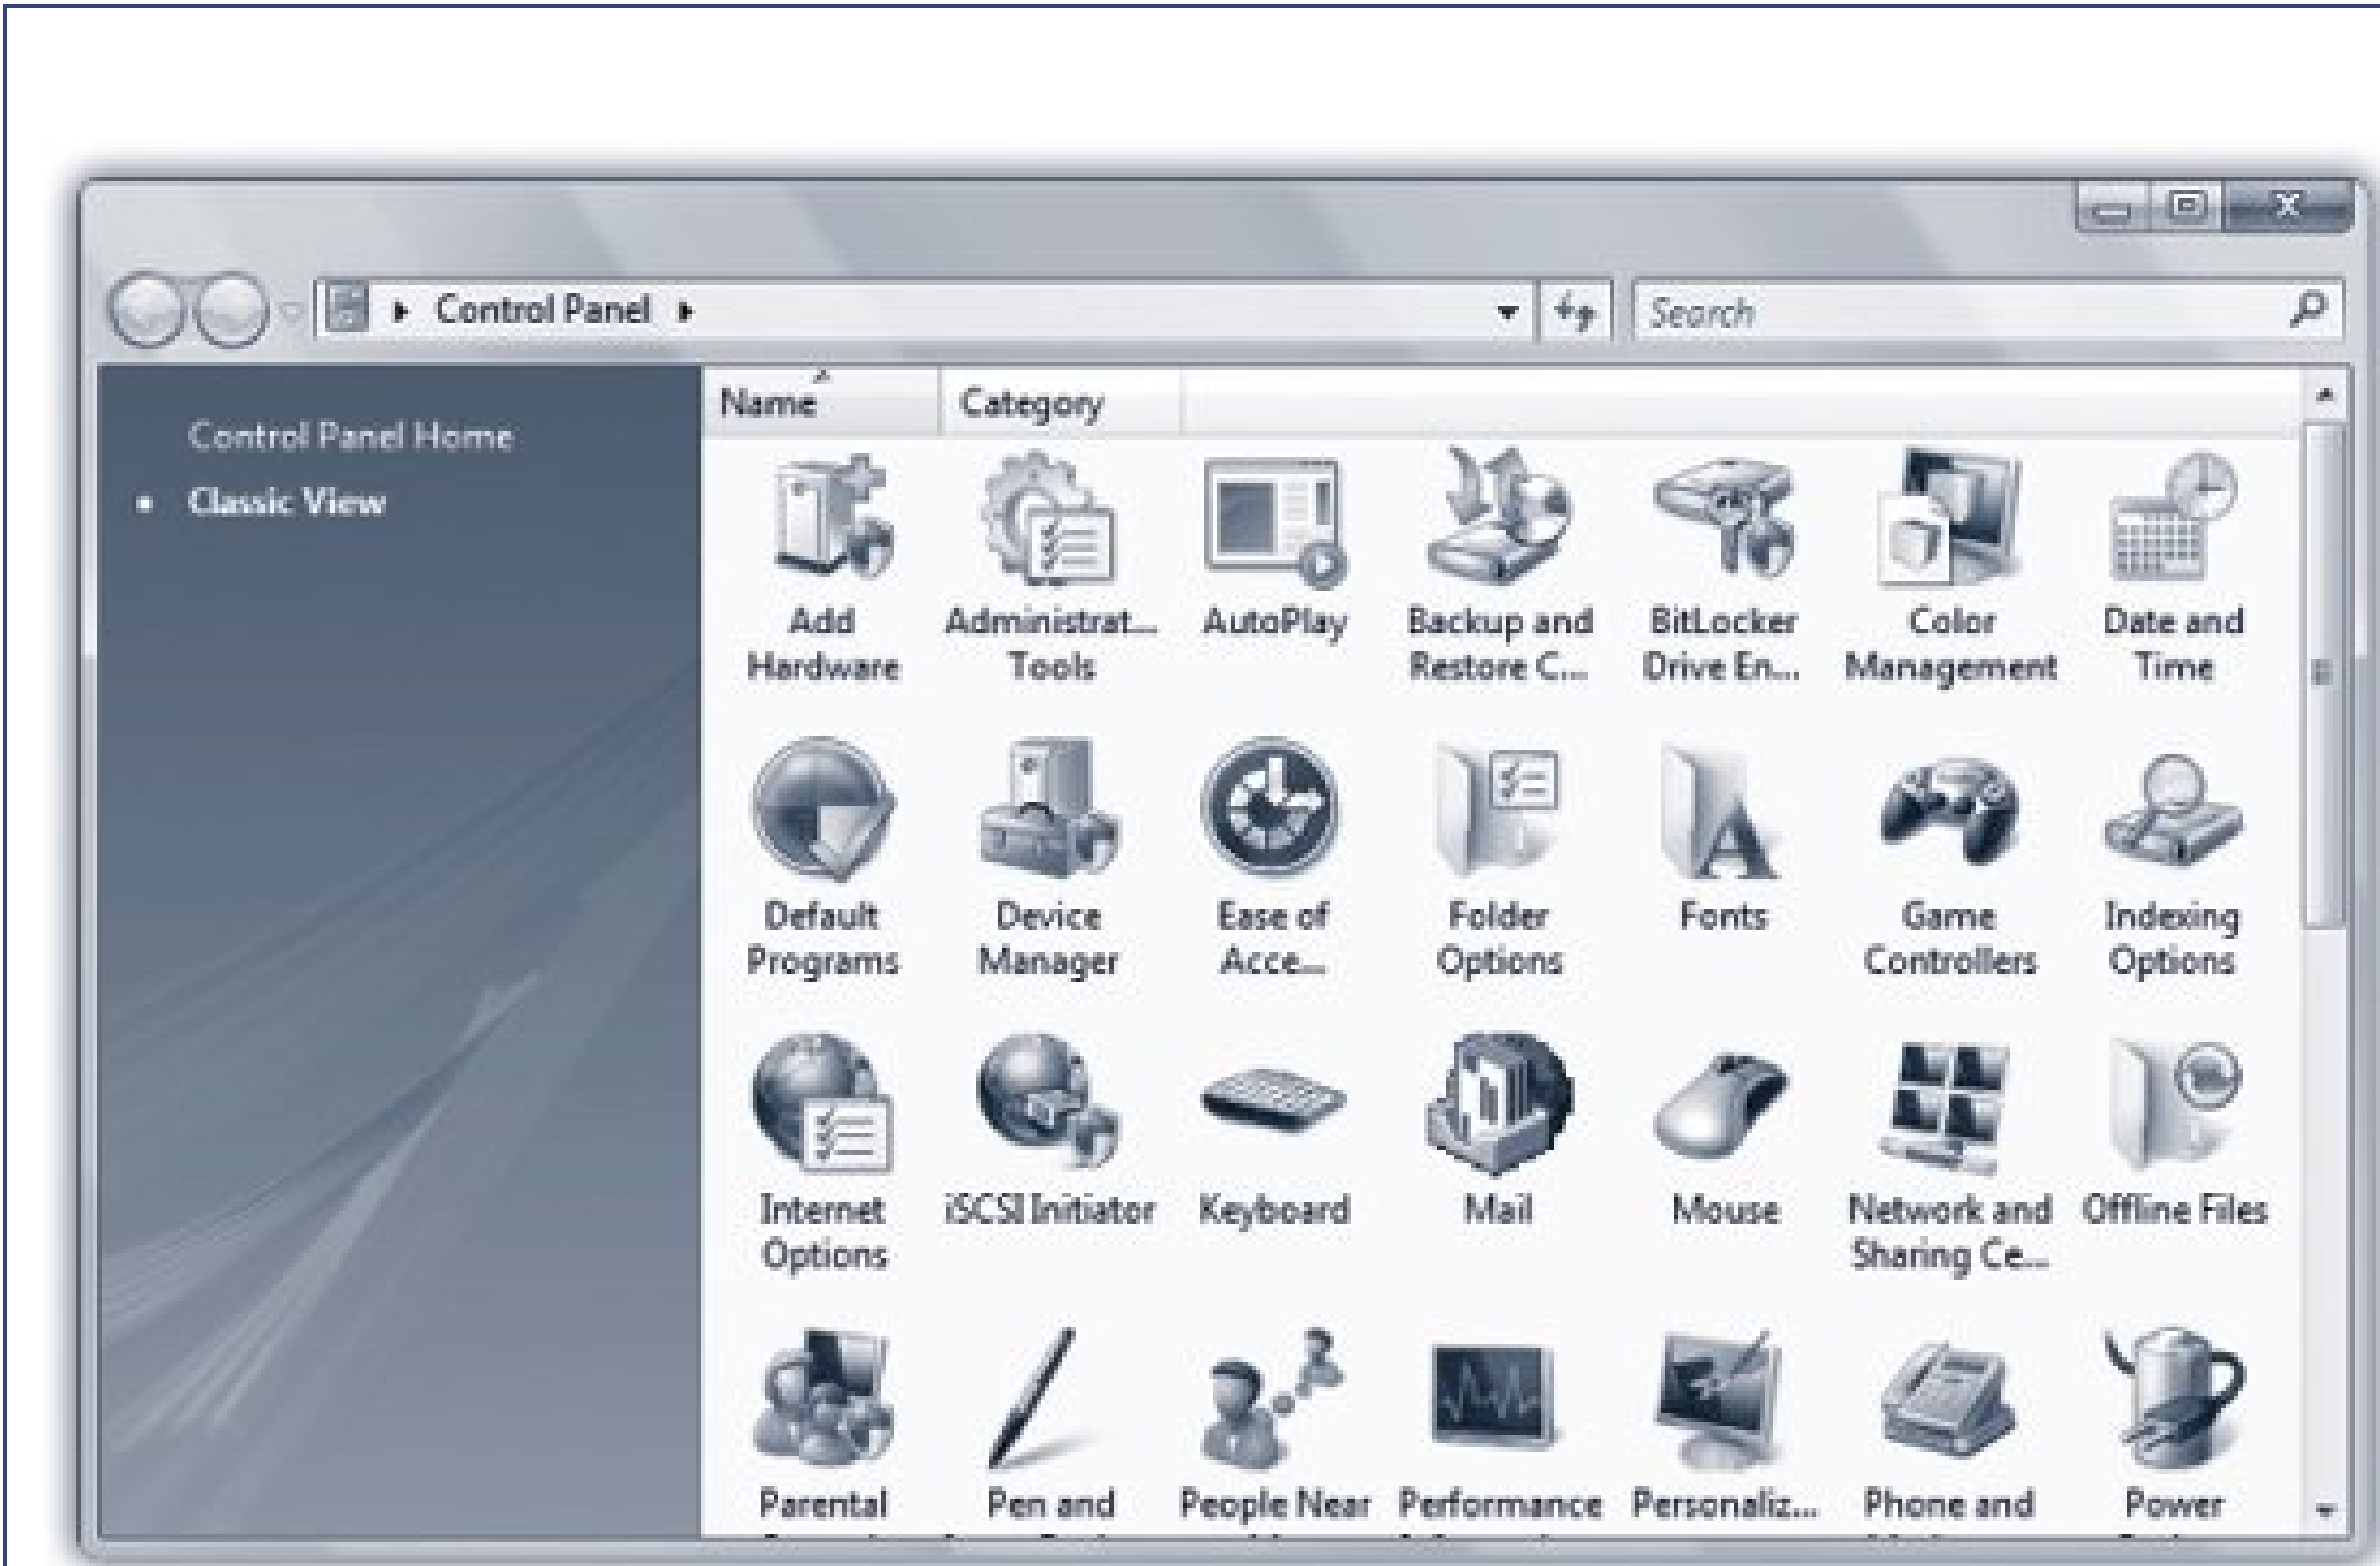 Control Panel
Search
Control Panel Home
Classic View
Name Category
Add Hardware
Administrat... Tools
AutoPlay
Backup and Restore C...
BitLocker Drive En...
Color Management
Date and Time
Default Programs
Device Manager
Ease of Acce...
Folder Options
Fonts
Game Controllers
Indexing Options
Internet Options
iSCSI Initiator
Keyboard
Mail
Mouse
Network and Sharing Ce...
Offline Files
Parental
Pen and
People Near
Performance
Personaliz...
Phone and
Power